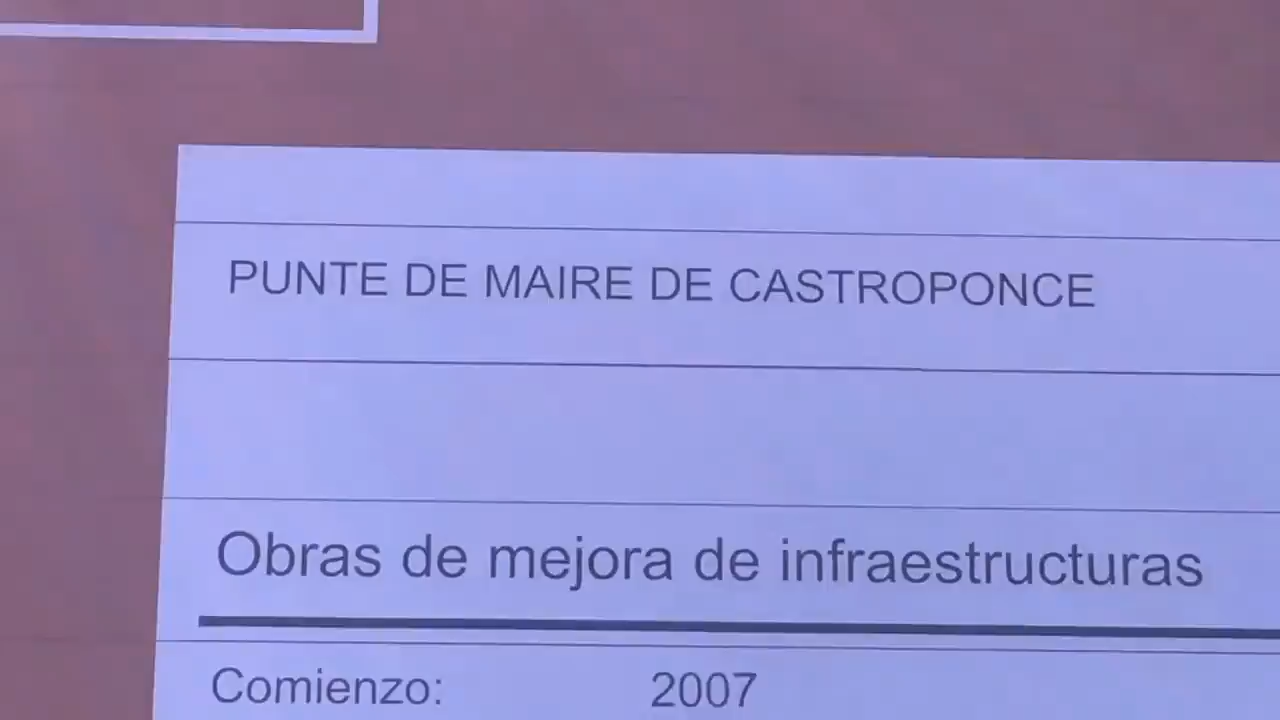 PUNTE DE MAIRE DE CASTROPONCE
Obras de mejora de infraestructuras
Comienzo: 2007